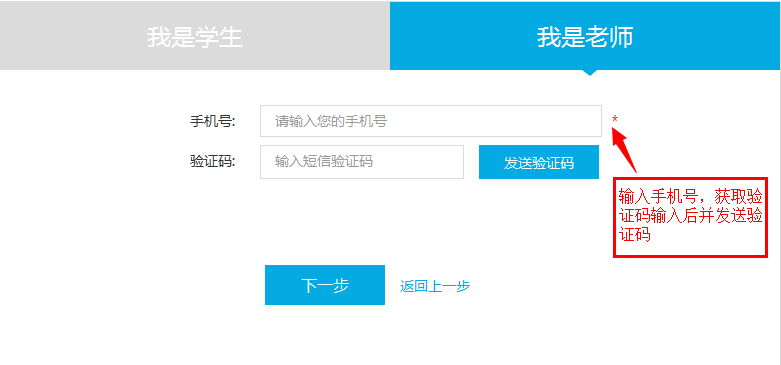 我是学生
我是老师
手机号:
请输入您的手机号
*
验证码:
输入短信验证码
发送验证码
输入手机号，获取验
证码输入后并发送验
证码
下一步
返回上一步